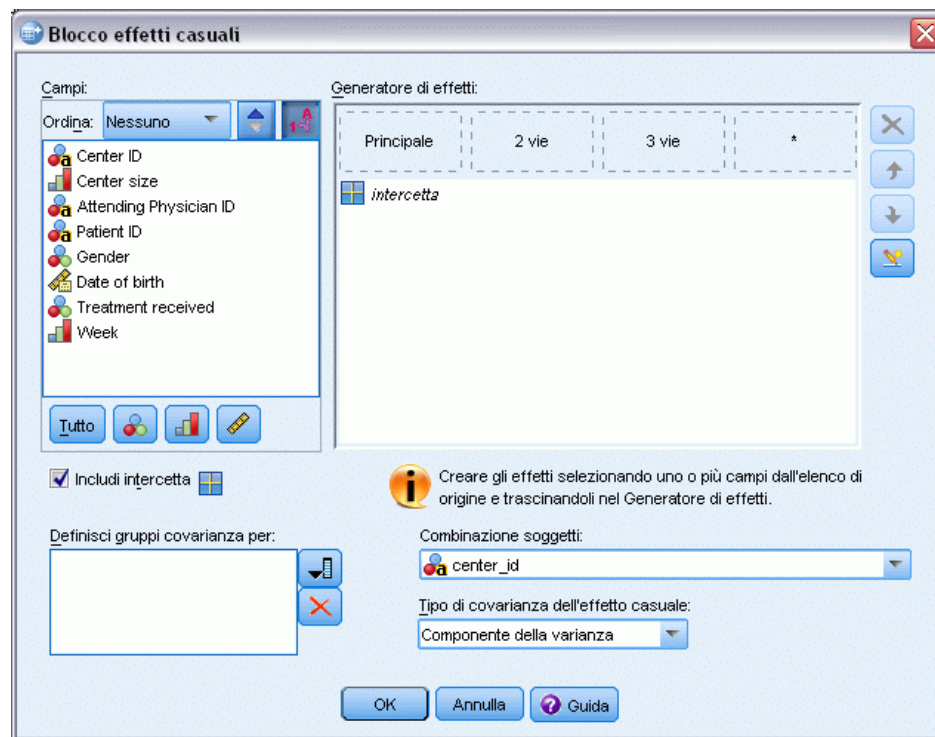 Blocco effetti casuali
Campi:
Ordina: Nessuno
Center ID
Center size
Attending Physician ID
Patient ID
Gender
Date of birth
Treatment received
Week
Tutto
Generatore di effetti:
Principale 2 vie 3 vie *
intercetta
Includi intercetta
Creare gli effetti selezionando uno o più campi dall'elenco di
origine e trascinandoli nel Generatore di effetti.
Definisci gruppi covarianza per:
Combinazione soggetti:
center_id
Tipo di covarianza dell'effetto casuale:
Componente della varianza
OK Annulla Guida